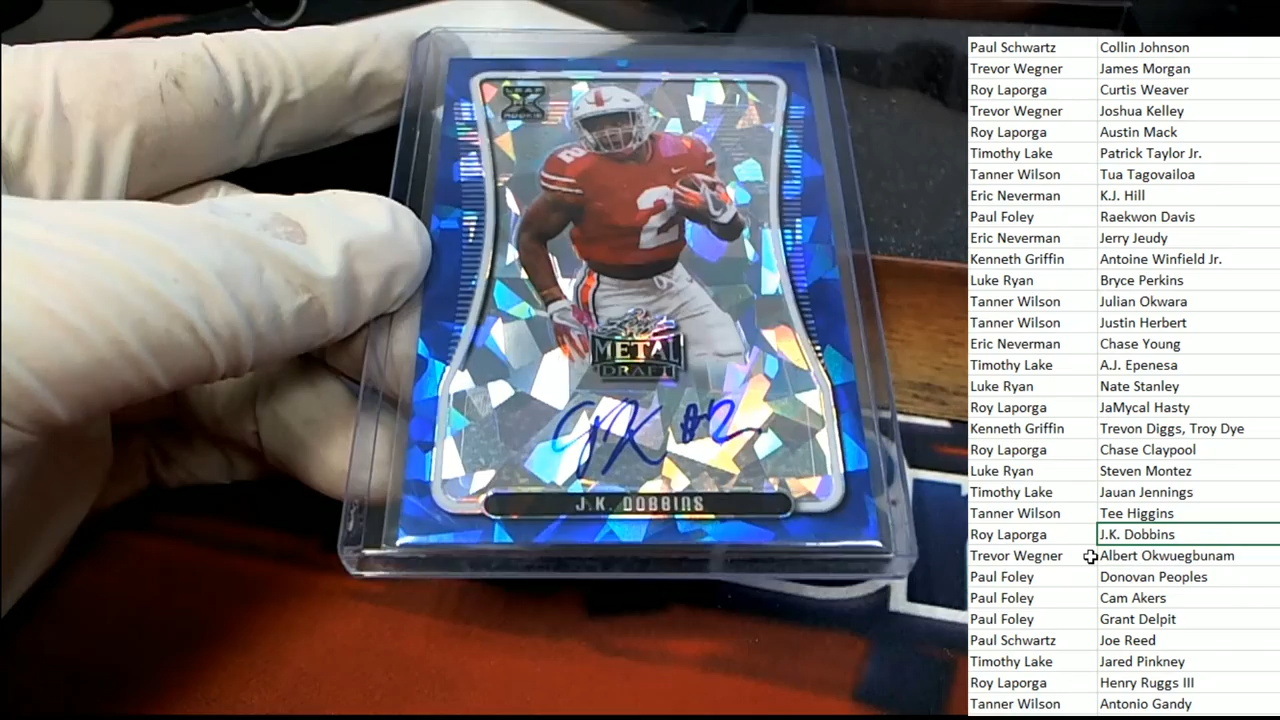 LEAF
X
ROOKIE
2
METAL
DRAFT
JK #2
J.K. DOBBINS
Paul Schwartz Collin Johnson
Trevor Wegner James Morgan
Roy Laporga Curtis Weaver
Trevor Wegner Joshua Kelley
Roy Laporga Austin Mack
Timothy Lake Patrick Taylor Jr.
Tanner Wilson Tua Tagovailoa
Eric Neverman K.J. Hill
Paul Foley Raekwon Davis
Eric Neverman Jerry Jeudy
Kenneth Griffin Antoine Winfield Jr.
Luke Ryan Bryce Perkins
Tanner Wilson Julian Okwara
Tanner Wilson Justin Herbert
Eric Neverman Chase Young
Timothy Lake A.J. Epenesa
Luke Ryan Nate Stanley
Roy Laporga JaMycal Hasty
Kenneth Griffin Trevon Diggs, Troy Dye
Roy Laporga Chase Claypool
Luke Ryan Steven Montez
Timothy Lake Jauan Jennings
Tanner Wilson Tee Higgins
Roy Laporga J.K. Dobbins
Trevor Wegner Albert Okwuegbunam
Paul Foley Donovan Peoples
Paul Foley Cam Akers
Paul Foley Grant Delpit
Paul Schwartz Joe Reed
Timothy Lake Jared Pinkney
Roy Laporga Henry Ruggs III
Tanner Wilson Antonio Gandy